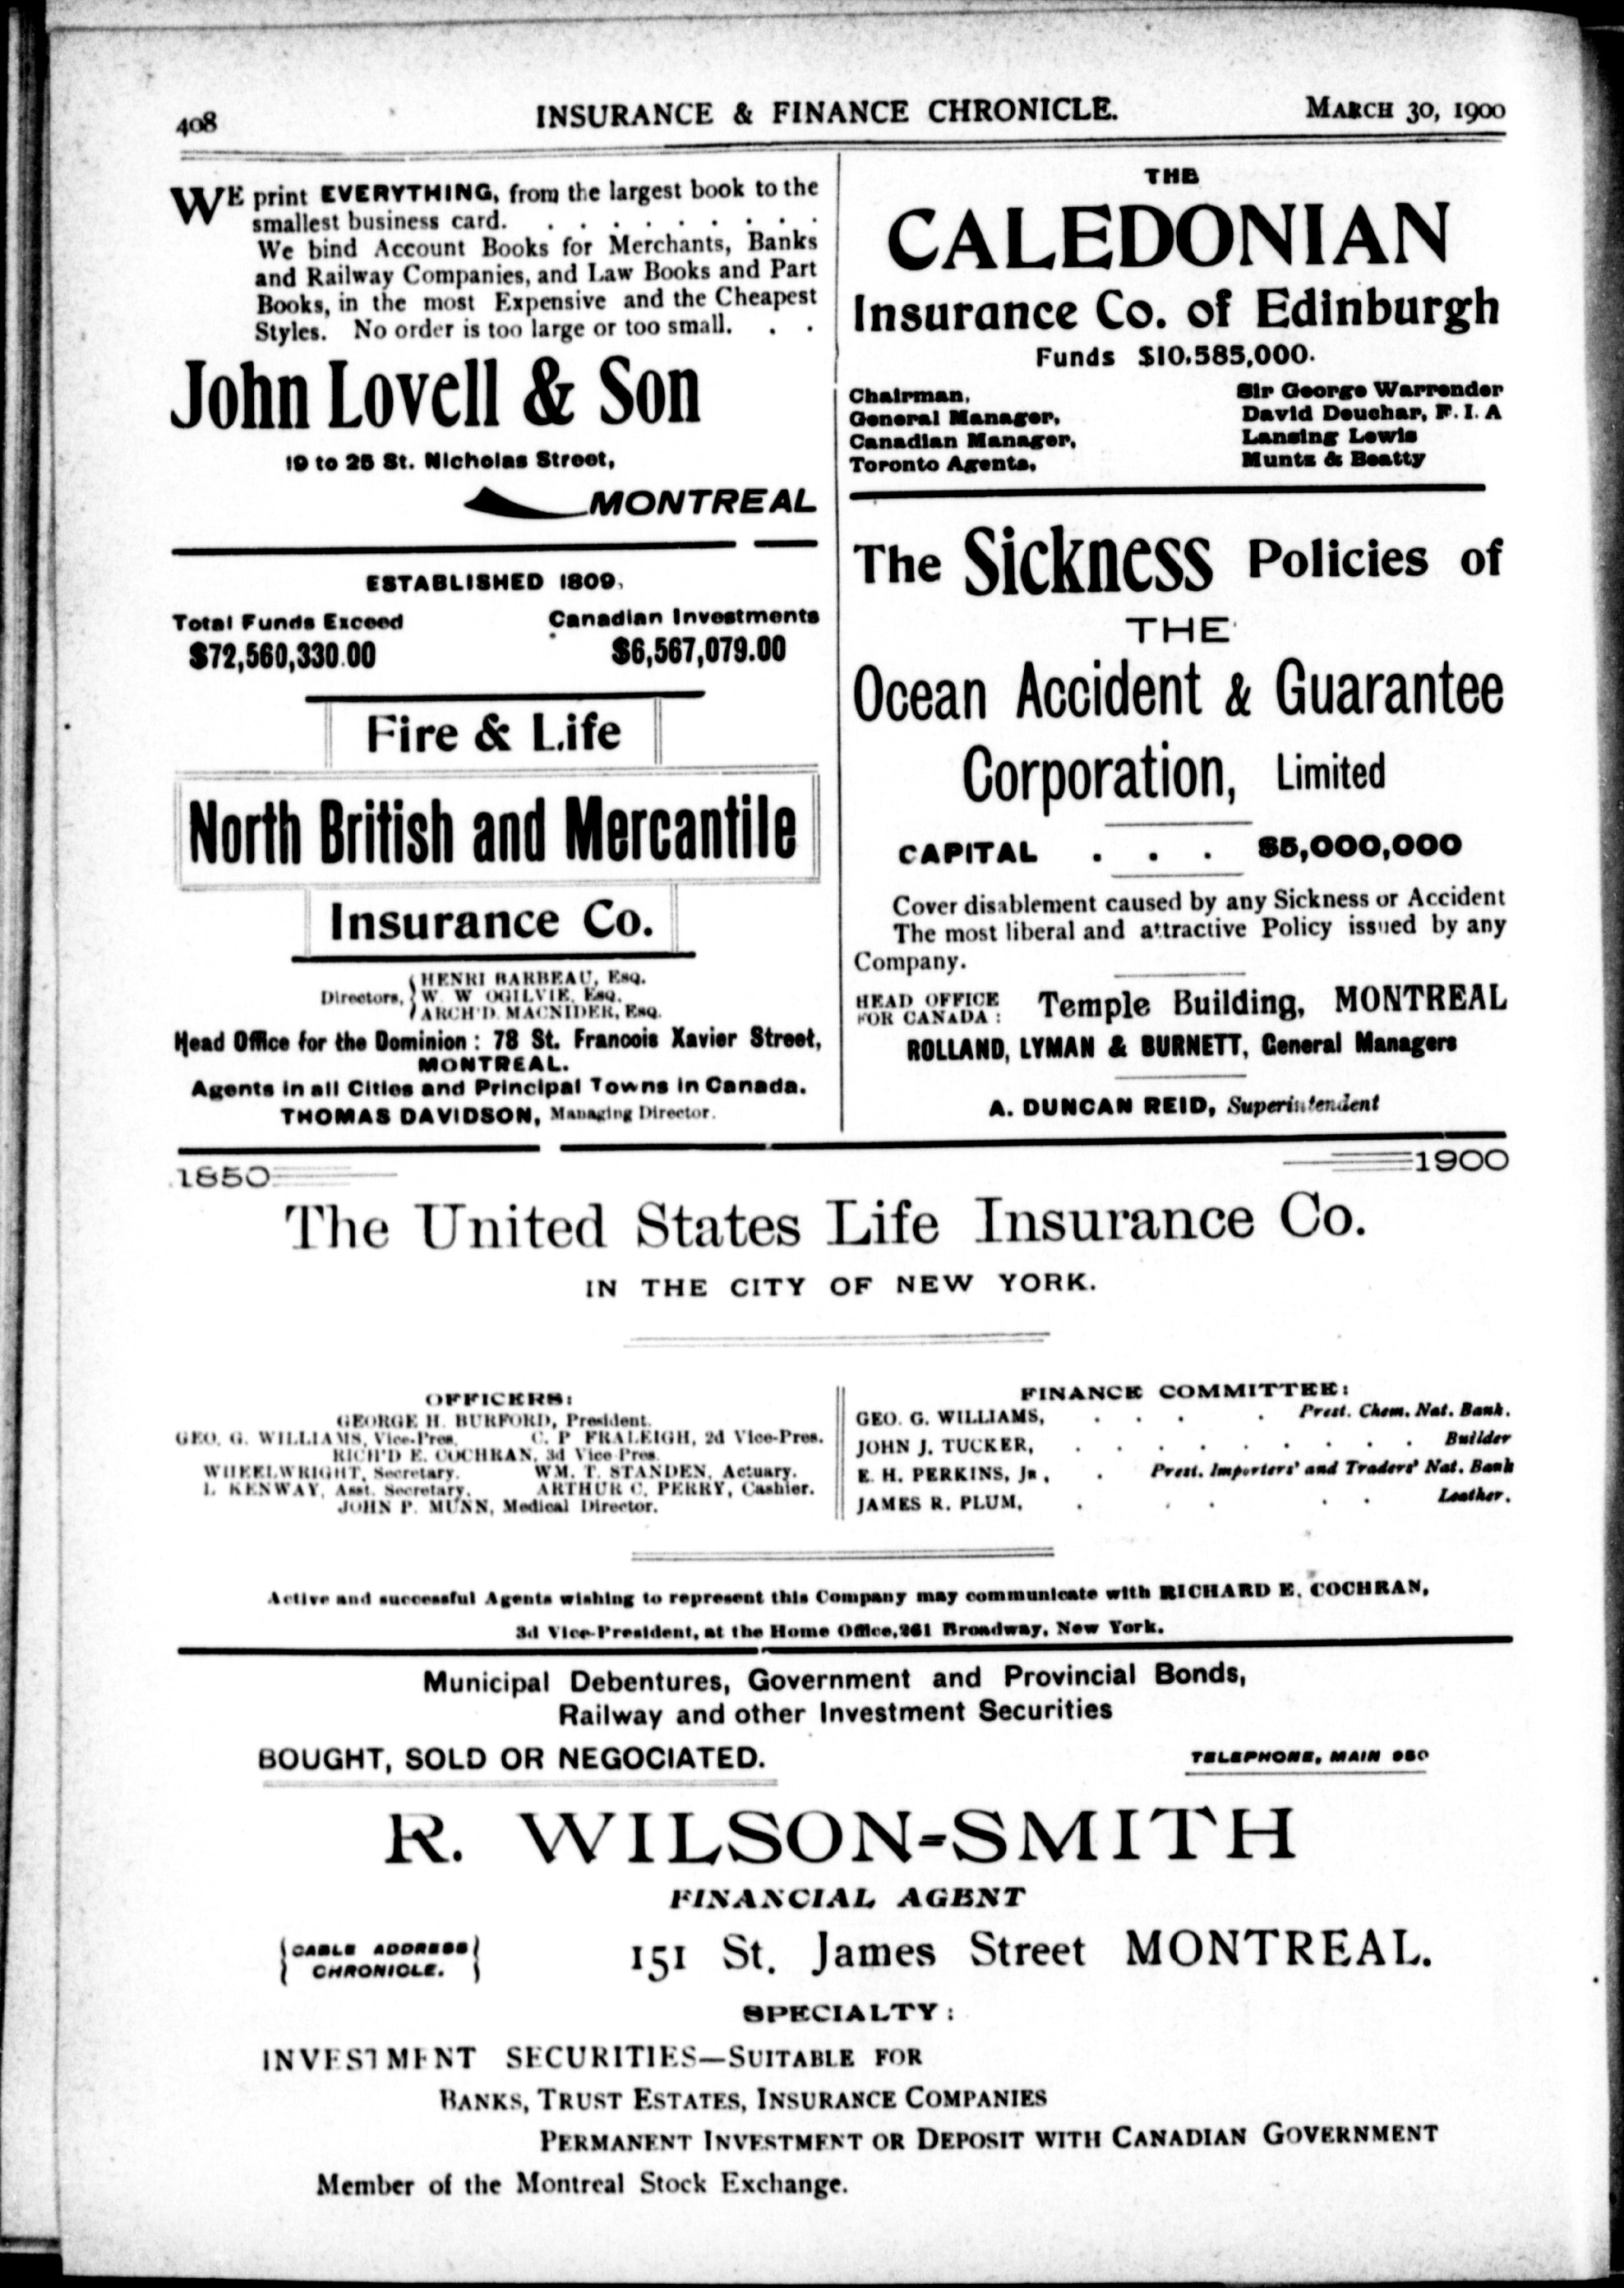 408 INSURANCE & FINANCE CHRONICLE. MARCH 30, 1900
WE print EVERYTHING, from the largest book to the
smallest business card. . . . . . . . . .
We bind Account Books for Merchants, Banks
and Railway Companies, and Law Books and Part
Books, in the most Expensive and the Cheapest
Styles. No order is too large or too small. . .
John Lovell & Son
19 to 25 St. Nicholas Street,
MONTREAL
ESTABLISHED 1809,
Total Funds Exceed Canadian Investments
$72,560,330.00 $6,567,079.00
Fire & Life
North British and Mercantile
Insurance Co.
Directors, HENRI BARBEAU, Esq.
W. W OGILVIE, Esq.
ARCH'D. MACNIDER, Esq.
Head Office for the Dominion : 78 St. Francois Xavier Street,
MONTREAL.
Agents in all Cities and Principal Towns in Canada.
THOMAS DAVIDSON, Managing Director.
THE
CALEDONIAN
Insurance Co. of Edinburgh
Funds $10,585,000.
Chairman, Sir George Warrender
General Manager, David Deuchar, F. I. A
Canadian Manager, Lansing Lewis
Toronto Agents, Muntz & Beatty
The Sickness Policies of
THE
Ocean Accident & Guarantee
Corporation, Limited
CAPITAL . . . $5,000,000
Cover disablement caused by any Sickness or Accident
The most liberal and attractive Policy issued by any
Company.
HEAD OFFICE
FOR CANADA : Temple Building, MONTREAL
ROLLAND, LYMAN & BURNETT, General Managers
A. DUNCAN REID, Superintendent
1850 1900
The United States Life Insurance Co.
IN THE CITY OF NEW YORK.
OFFICERS:
GEORGE H. BURFORD, President.
GEO. G. WILLIAMS, Vice-Pres. C. P FRALEIGH, 2d Vice-Pres.
RICH'D E. COCHRAN, 3d Vice-Pres
WHEELWRIGHT, Secretary. WM. T. STANDEN, Actuary.
L. KENWAY, Asst. Secretary. ARTHUR C. PERRY, Cashier.
JOHN P. MUNN, Medical Director.
FINANCE COMMITTEE:
GEO. G. WILLIAMS, . . . . Prest. Chem. Nat. Bank.
JOHN J. TUCKER, . . . . . . . . . Builder
E. H. PERKINS, JR., . Prest. Importers' and Traders' Nat. Bank
JAMES R. PLUM, . . . . . Leather.
Active and successful Agents wishing to represent this Company may communicate with RICHARD E. COCHRAN,
3d Vice-President, at the Home Office, 261 Broadway, New York.
Municipal Debentures, Government and Provincial Bonds,
Railway and other Investment Securities
BOUGHT, SOLD OR NEGOCIATED. TELEPHONE, MAIN 950
R. WILSON-SMITH
FINANCIAL AGENT
CABLE ADDRESS
CHRONICLE. 151 St. James Street MONTREAL.
SPECIALTY :
INVESTMENT SECURITIES—SUITABLE FOR
BANKS, TRUST ESTATES, INSURANCE COMPANIES
PERMANENT INVESTMENT OR DEPOSIT WITH CANADIAN GOVERNMENT
Member of the Montreal Stock Exchange.